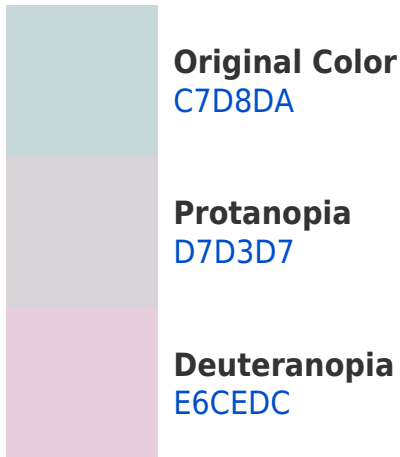 Original Color
C7D8DA
Protanopia
D7D3D7
Deuteranopia
E6CEDC